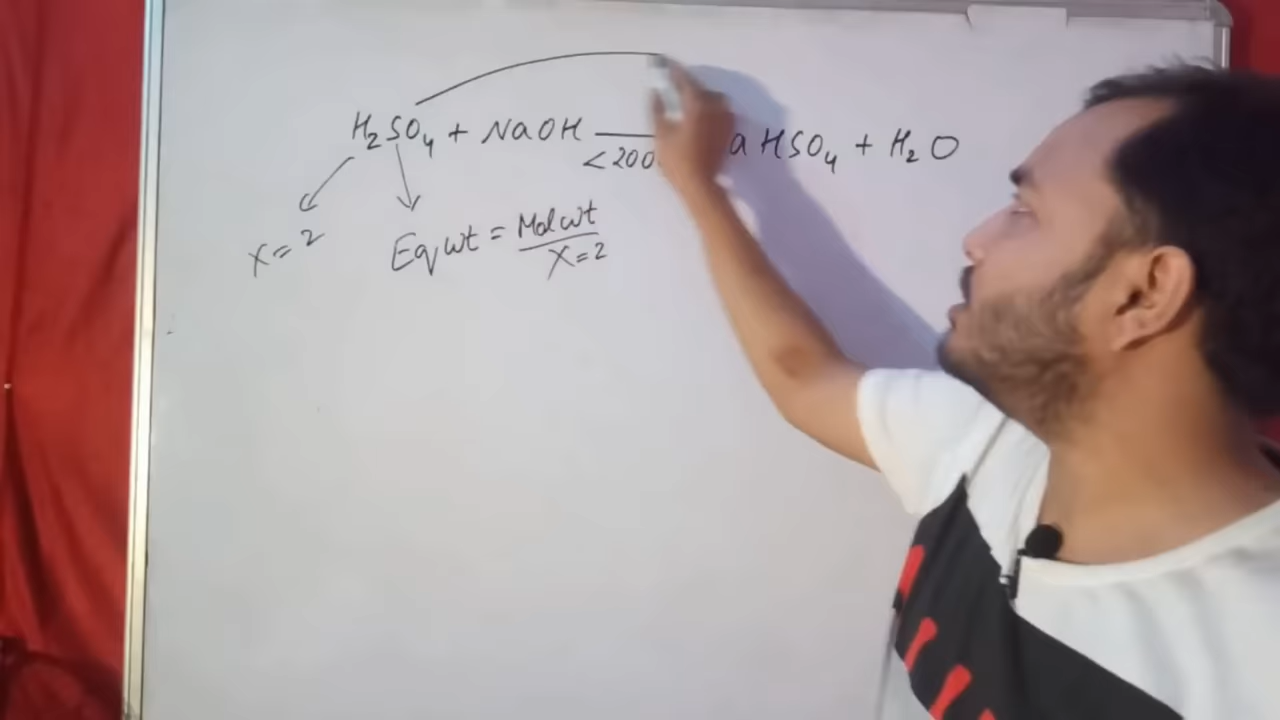 H₂SO₄ + NaOH ⟶ aHSO₄ + H₂O
<200
x = 2
Eq wt = Mol wt / x = 2